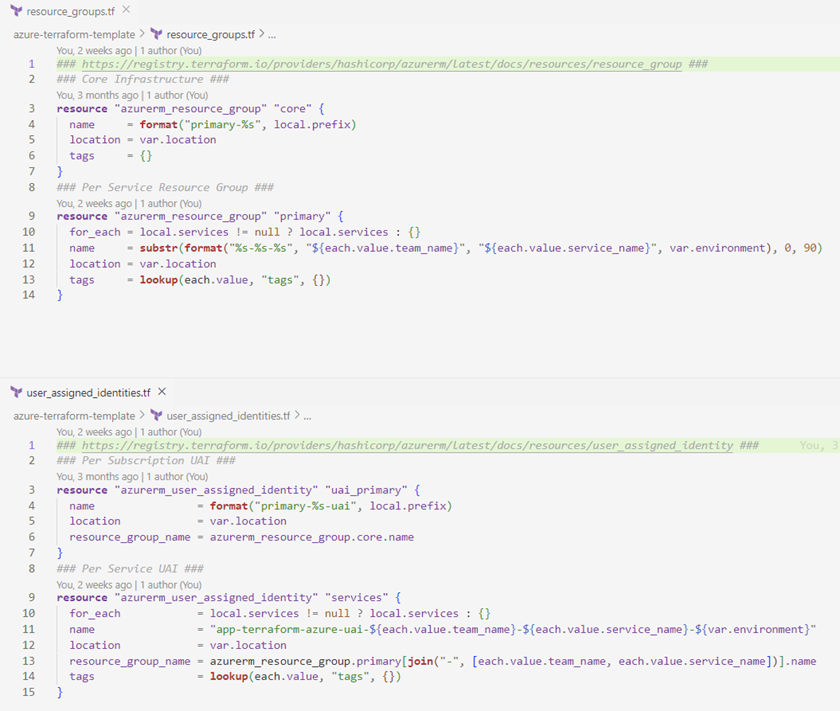 resource_groups.tf ×
azure-terraform-template > resource_groups.tf > ...
You, 2 weeks ago | 1 author (You)
1 ### https://registry.terraform.io/providers/hashicorp/azurerm/latest/docs/resources/resource_group ###
2 ### Core Infrastructure ###
You, 3 months ago | 1 author (You)
3 resource "azurerm_resource_group" "core" {
4   name     = format("primary-%s", local.prefix)
5   location = var.location
6   tags     = {}
7 }
8 ### Per Service Resource Group ###
You, 2 weeks ago | 1 author (You)
9 resource "azurerm_resource_group" "primary" {
10   for_each = local.services != null ? local.services : {}
11   name     = substr(format("%s-%s-%s", "${each.value.team_name}", "${each.value.service_name}", var.environment), 0, 90)
12   location = var.location
13   tags     = lookup(each.value, "tags", {})
14 }
user_assigned_identities.tf ×
azure-terraform-template > user_assigned_identities.tf > ...
You, 2 weeks ago | 1 author (You)
1 ### https://registry.terraform.io/providers/hashicorp/azurerm/latest/docs/resources/user_assigned_identity ### You, 3
2 ### Per Subscription UAI ###
You, 3 months ago | 1 author (You)
3 resource "azurerm_user_assigned_identity" "uai_primary" {
4   name                = format("primary-%s-uai", local.prefix)
5   location            = var.location
6   resource_group_name = azurerm_resource_group.core.name
7 }
8 ### Per Service UAI ###
You, 2 weeks ago | 1 author (You)
9 resource "azurerm_user_assigned_identity" "services" {
10   for_each            = local.services != null ? local.services : {}
11   name                = "app-terraform-azure-uai-${each.value.team_name}-${each.value.service_name}-${var.environment}"
12   location            = var.location
13   resource_group_name = azurerm_resource_group.primary[join("-", [each.value.team_name, each.value.service_name])].name
14   tags                = lookup(each.value, "tags", {})
15 }